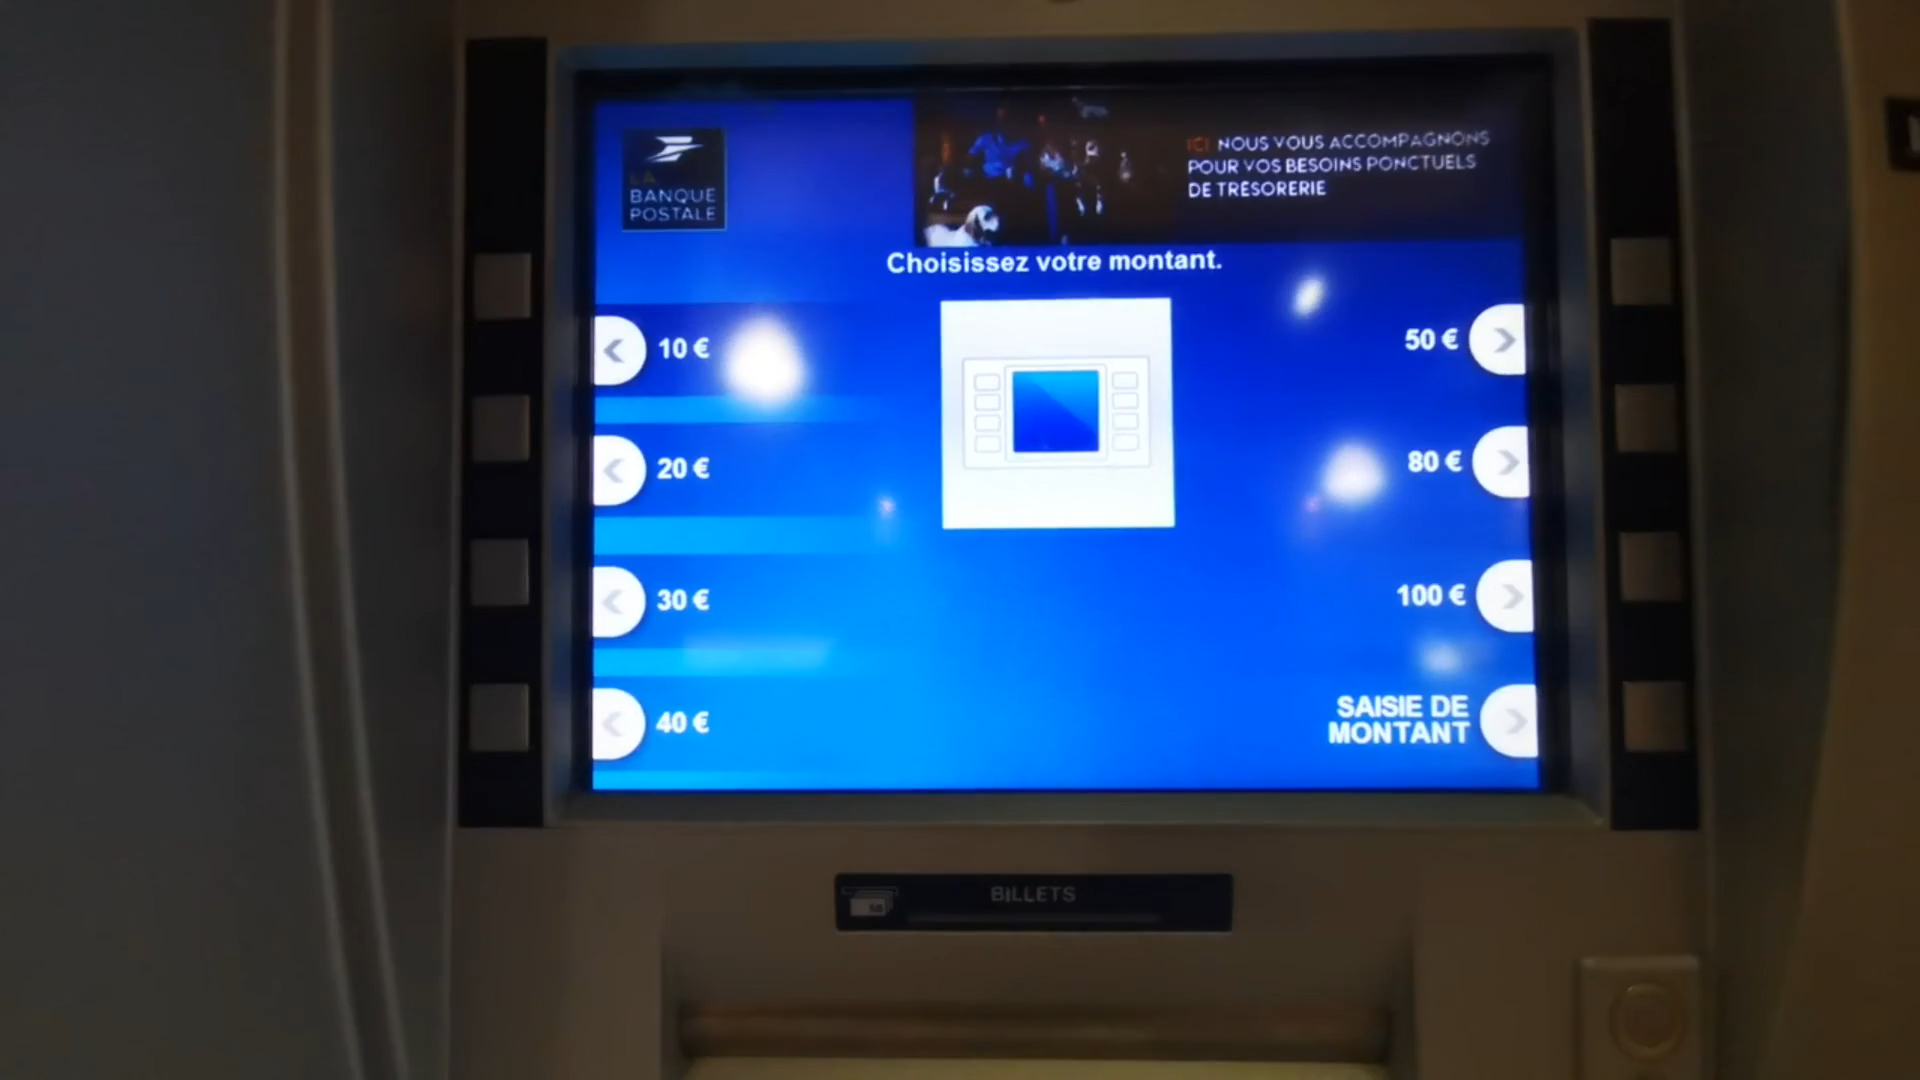 LA
BANQUE
POSTALE
ICI NOUS VOUS ACCOMPAGNONS
POUR VOS BESOINS PONCTUELS
DE TRÉSORERIE
Choisissez votre montant.
10 €
50 €
20 €
80 €
30 €
100 €
40 €
SAISIE DE
MONTANT
BILLETS